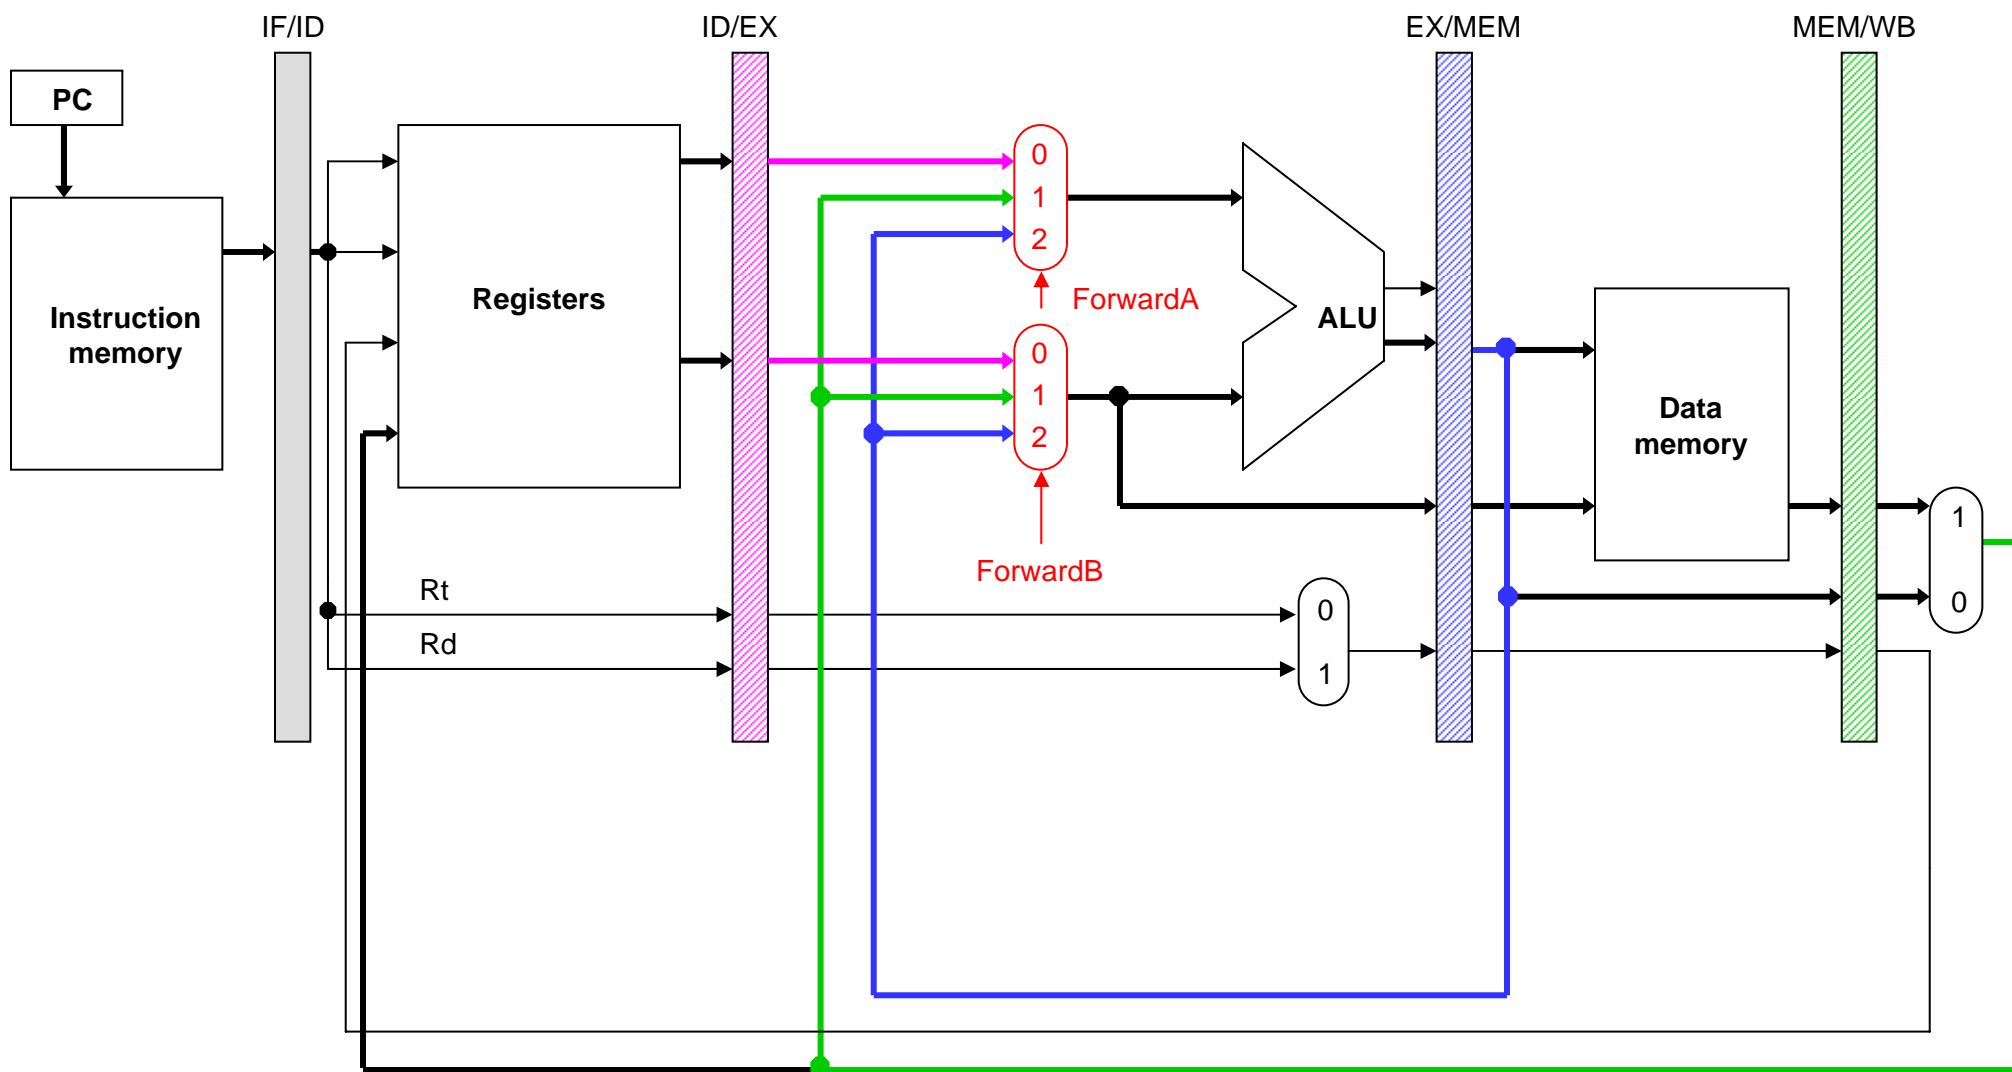 IF/ID
ID/EX
EX/MEM
MEM/WB
PC
Instruction
memory
Registers
0
1
2
ForwardA
0
1
2
ForwardB
ALU
Data
memory
1
0
Rt
Rd
0
1